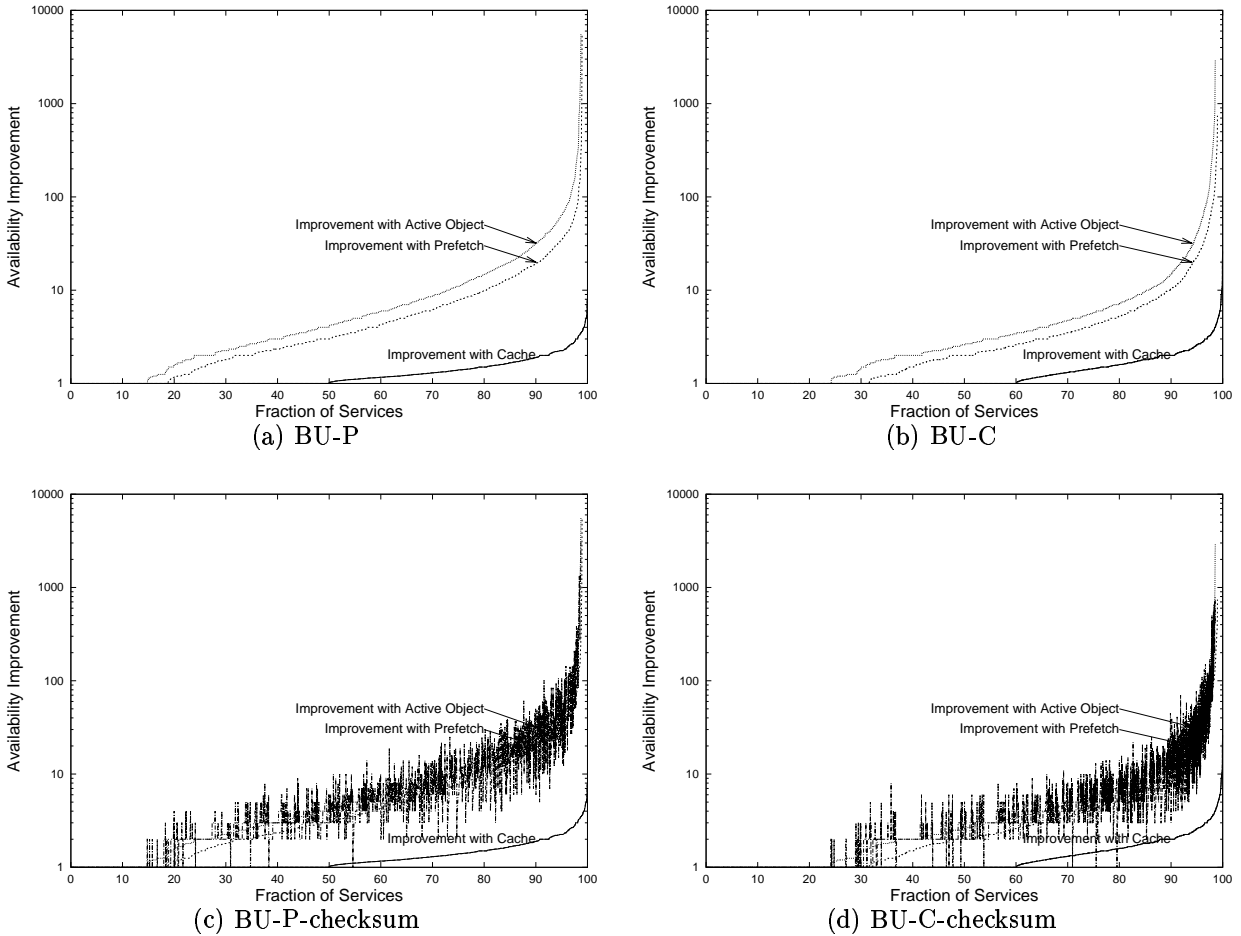 10000
1000
100
10
1
Availability Improvement
Improvement with Active Object
Improvement with Prefetch
Improvement with Cache
0 10 20 30 40 50 60 70 80 90 100
Fraction of Services
(a) BU-P
10000
1000
100
10
1
Availability Improvement
Improvement with Active Object
Improvement with Prefetch
Improvement with Cache
0 10 20 30 40 50 60 70 80 90 100
Fraction of Services
(b) BU-C
10000
1000
100
10
1
Availability Improvement
Improvement with Active Object
Improvement with Prefetch
Improvement with Cache
0 10 20 30 40 50 60 70 80 90 100
Fraction of Services
(c) BU-P-checksum
10000
1000
100
10
1
Availability Improvement
Improvement with Active Object
Improvement with Prefetch
Improvement with Cache
0 10 20 30 40 50 60 70 80 90 100
Fraction of Services
(d) BU-C-checksum